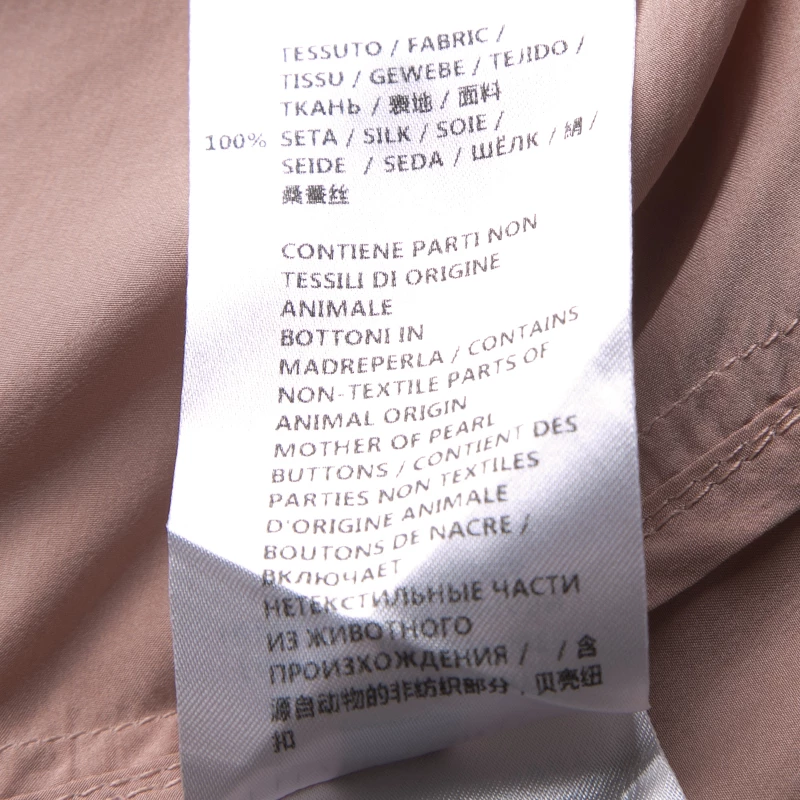 TESSUTO / FABRIC /
TISSU / GEWEBE / TEJIDO /
ТКАНЬ / 表地 / 面料
100% SETA / SILK / SOIE /
SEIDE / SEDA / ШЁЛК / 絹 /
桑蚕丝
CONTIENE PARTI NON
TESSILI DI ORIGINE
ANIMALE
BOTTONI IN
MADREPERLA / CONTAINS
NON-TEXTILE PARTS OF
ANIMAL ORIGIN
MOTHER OF PEARL
BUTTONS / CONTIENT DES
PARTIES NON TEXTILES
D'ORIGINE ANIMALE
BOUTONS DE NACRE /
ВКЛЮЧАЕТ
НЕТЕКСТИЛЬНЫЕ ЧАСТИ
ИЗ ЖИВОТНОГО
ПРОИЗХОЖДЕНИЯ / / 含
源自动物的非纺织部分，贝壳纽
扣